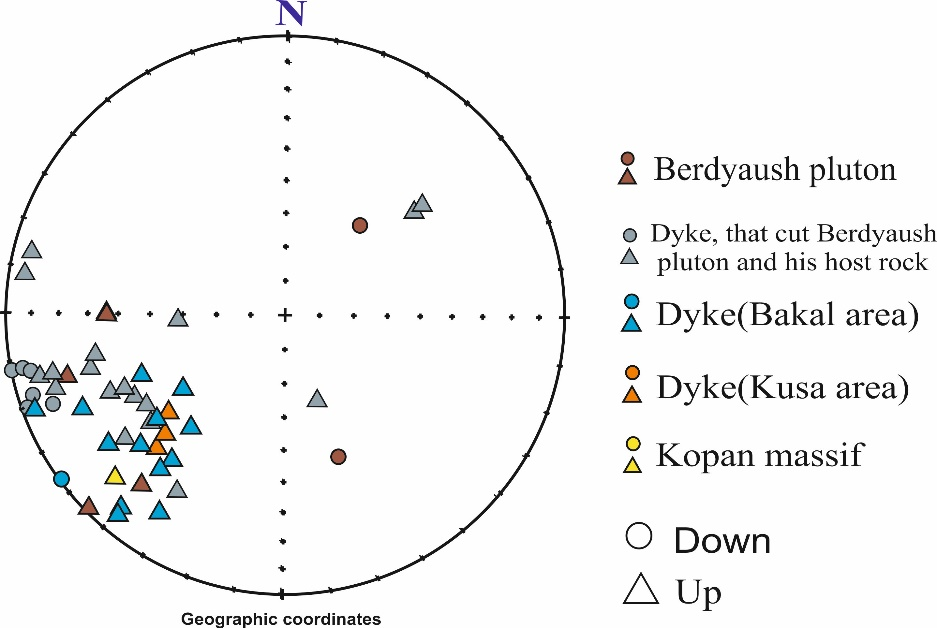 N
Berdyaush pluton
Dyke, that cut Berdyaush
pluton and his host rock
Dyke(Bakal area)
Dyke(Kusa area)
Kopan massif
Down
Up
Geographic coordinates